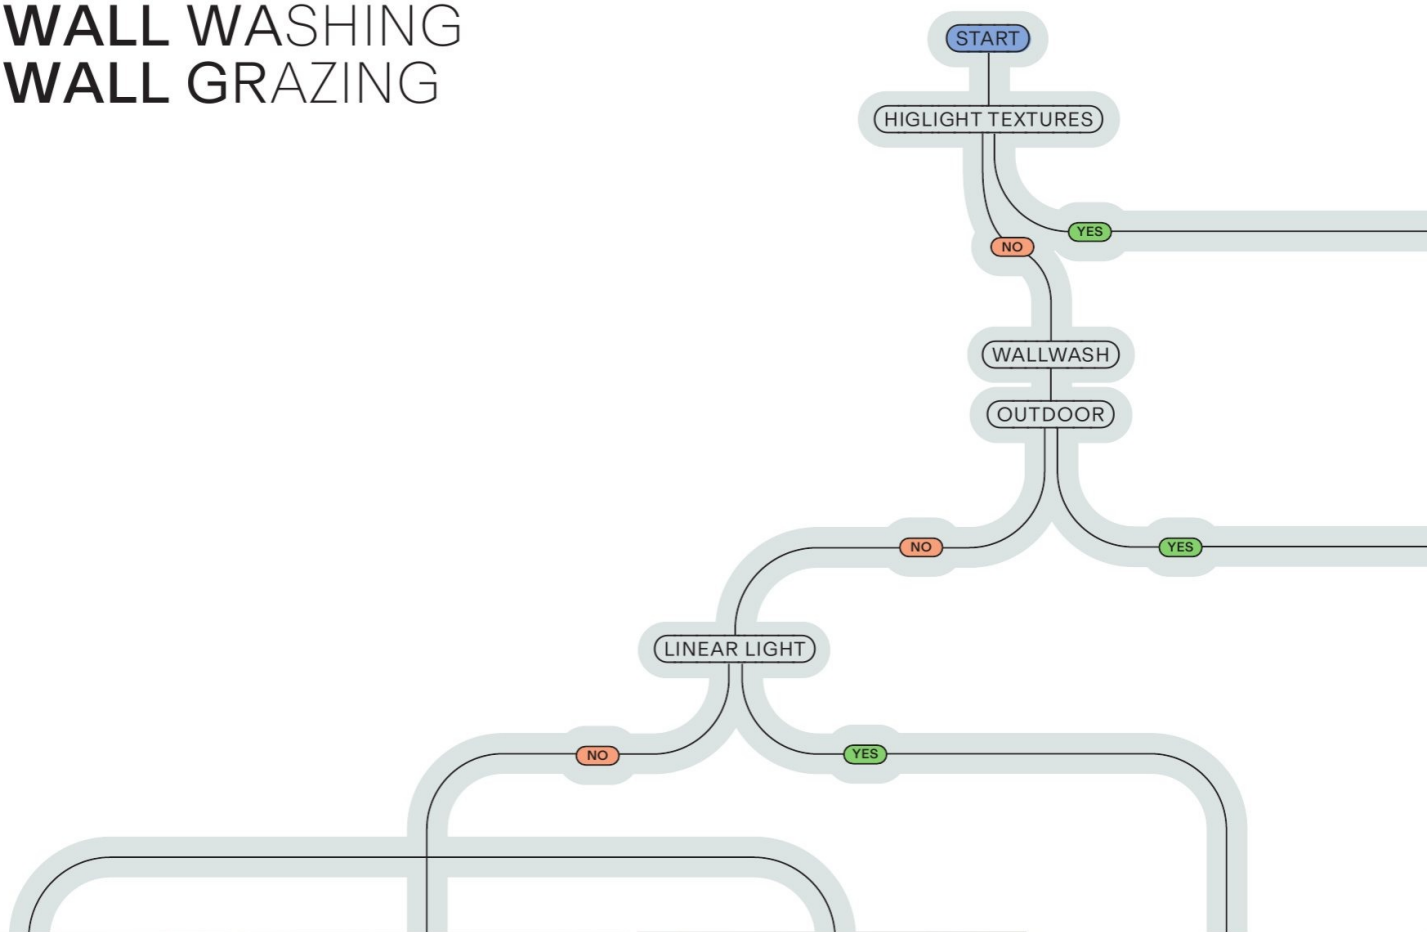 WALL WASHING
WALL GRAZING
START
HIGLIGHT TEXTURES
YES
NO
WALLWASH
OUTDOOR
NO
YES
LINEAR LIGHT
NO
YES